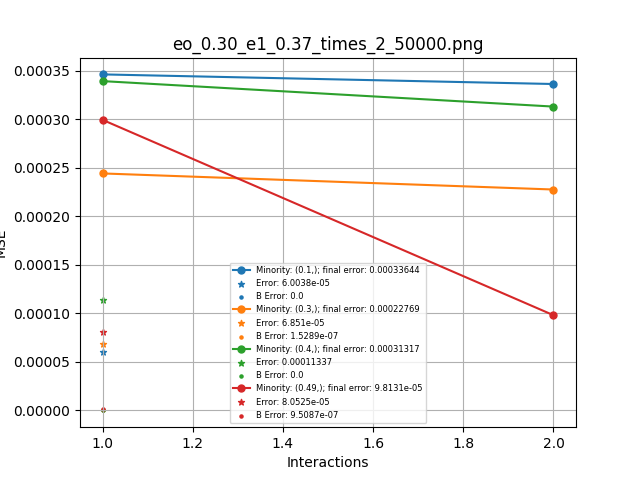 eo_0.30_e1_0.37_times_2_50000.png
0.00035
0.00030
0.00025
0.00020
0.00015
0.00010
0.00005
0.00000
MSE
Minority: (0.1,); final error: 0.00033644
Error: 6.0038e-05
B Error: 0.0
Minority: (0.3,); final error: 0.00022769
Error: 6.851e-05
B Error: 1.5289e-07
Minority: (0.4,); final error: 0.00031317
Error: 0.00011337
B Error: 0.0
Minority: (0.49,); final error: 9.8131e-05
Error: 8.0525e-05
B Error: 9.5087e-07
1.0 1.2 1.4 1.6 1.8 2.0
Interactions